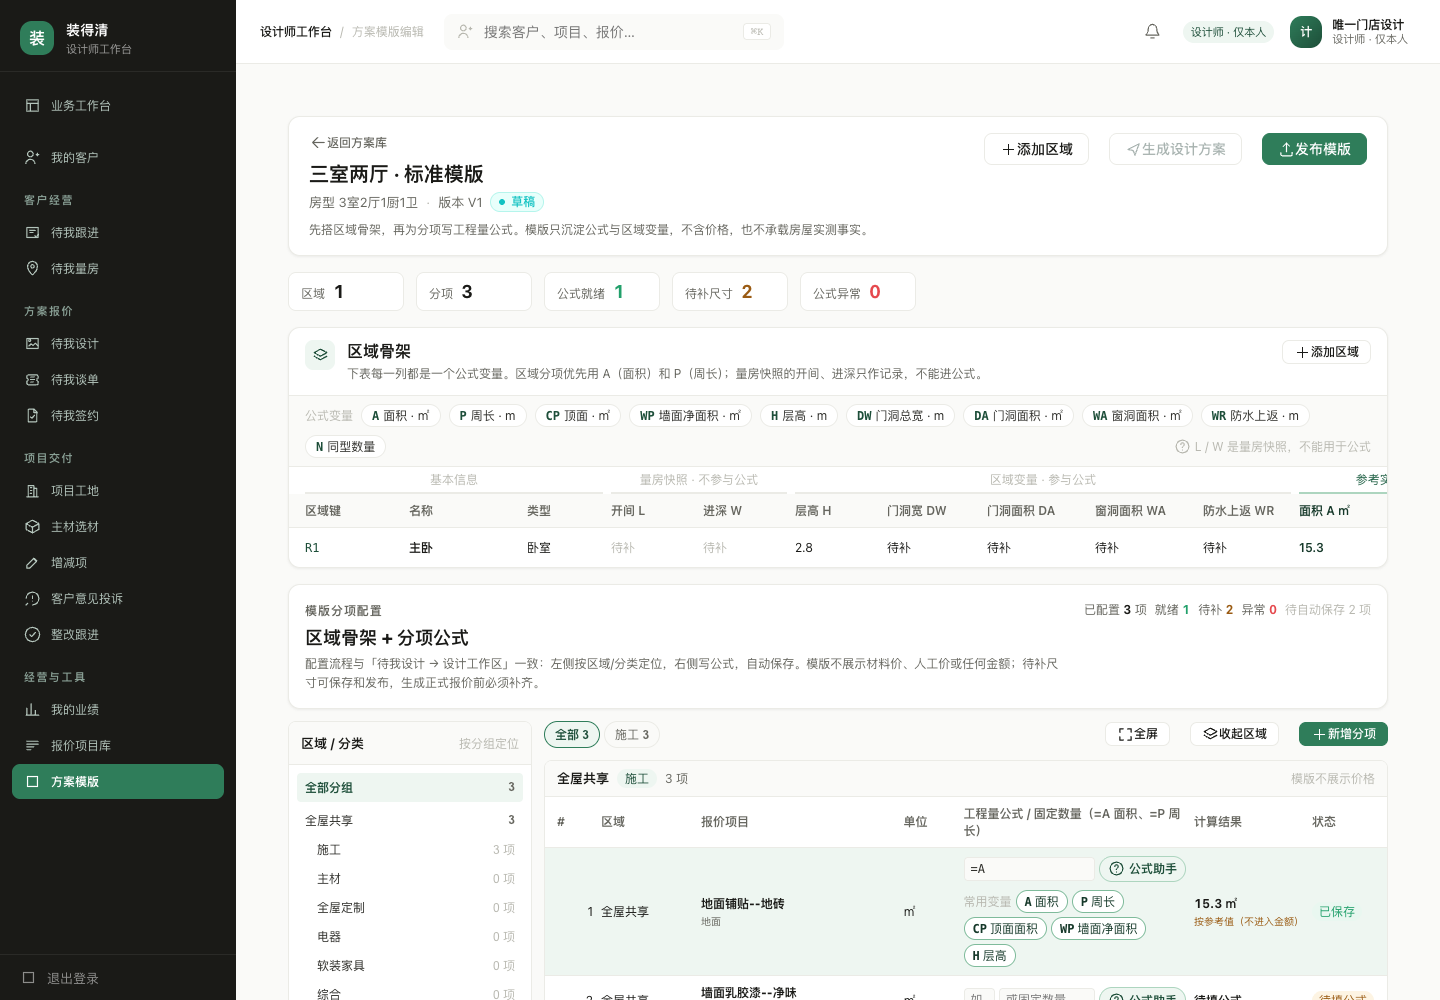 装
装得清
设计师工作台
业务工作台
我的客户
客户经营
待我跟进
待我量房
方案报价
待我设计
待我谈单
待我签约
项目交付
项目工地
主材选材
增减项
客户意见投诉
整改跟进
经营与工具
我的业绩
报价项目库
方案模版
退出登录
设计师工作台 / 方案模版编辑
搜索客户、项目、报价... ⌘K
设计师 · 仅本人
计
唯一门店设计
设计师 · 仅本人
返回方案库
三室两厅 · 标准模版
房型 3室2厅1厨1卫 · 版本 V1 草稿
先搭区域骨架，再为分项写工程量公式。模版只沉淀公式与区域变量，不含价格，也不承载房屋实测事实。
添加区域 生成设计方案 发布模版
区域 1 分项 3 公式就绪 1 待补尺寸 2 公式异常 0
区域骨架
下表每一列都是一个公式变量。区域分项优先用 A（面积）和 P（周长）；量房快照的开间、进深只作记录，不能进公式。
添加区域
公式变量 A 面积 · ㎡ P 周长 · m CP 顶面 · ㎡ WP 墙面净面积 · ㎡ H 层高 · m DW 门洞总宽 · m DA 门洞面积 · ㎡ WA 窗洞面积 · ㎡ WR 防水上返 · m
N 同型数量 L / W 是量房快照，不能用于公式
基本信息 量房快照 · 不参与公式 区域变量 · 参与公式 参考实
区域键 名称 类型 开间 L 进深 W 层高 H 门洞宽 DW 门洞面积 DA 窗洞面积 WA 防水上返 WR 面积 A ㎡
R1 主卧 卧室 待补 待补 2.8 待补 待补 待补 待补 15.3
模版分项配置
区域骨架 + 分项公式
配置流程与「待我设计 → 设计工作区」一致：左侧按区域/分类定位，右侧写公式，自动保存。模版不展示材料价、人工价或任何金额；待补尺
寸可保存和发布，生成正式报价前必须补齐。
已配置 3 项 就绪 1 待补 2 异常 0 待自动保存 2 项
区域 / 分类 按分组定位
全部分组 3
全屋共享 3
施工 3 项
主材 0 项
全屋定制 0 项
电器 0 项
软装家具 0 项
综合 0 项
全部 3 施工 3 全屏 收起区域 新增分项
全屋共享 施工 3 项 模版不展示价格
# 区域 报价项目 单位 工程量公式 / 固定数量（=A 面积、=P 周
长） 计算结果 状态
1 全屋共享 地面铺贴--地砖
地面
㎡
=A 公式助手
常用变量 A 面积 P 周长
CP 顶面面积 WP 墙面净面积
H 层高
15.3 ㎡
按参考值（不进入金额）
已保存
2 全屋共享 墙面乳胶漆--净味 ㎡ 如 或固定数量 公式助手 待填公式 待填公式